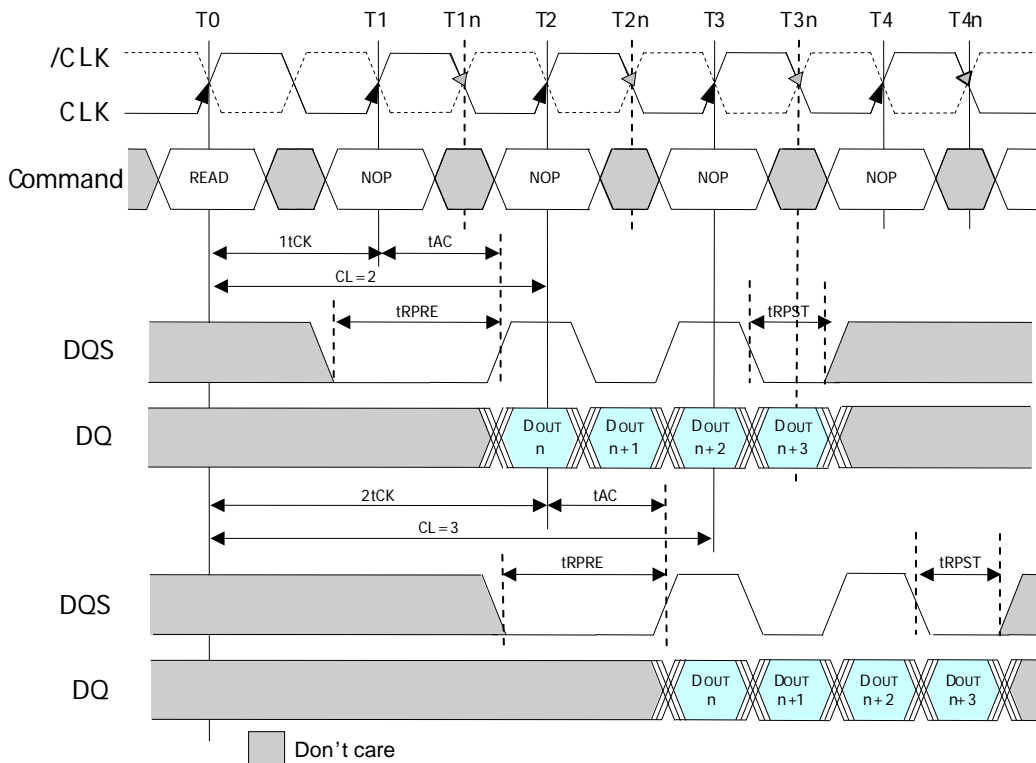 T0 T1 T1n T2 T2n T3 T3n T4 T4n
/CLK
CLK
Command READ NOP NOP NOP NOP
1tCK tAC
CL=2
tRPRE tRPST
DQS
DQ
DOUT n DOUT n+1 DOUT n+2 DOUT n+3
2tCK tAC
CL=3
tRPRE tRPST
DQS
DQ
DOUT n DOUT n+1 DOUT n+2 DOUT n+3
Don't care